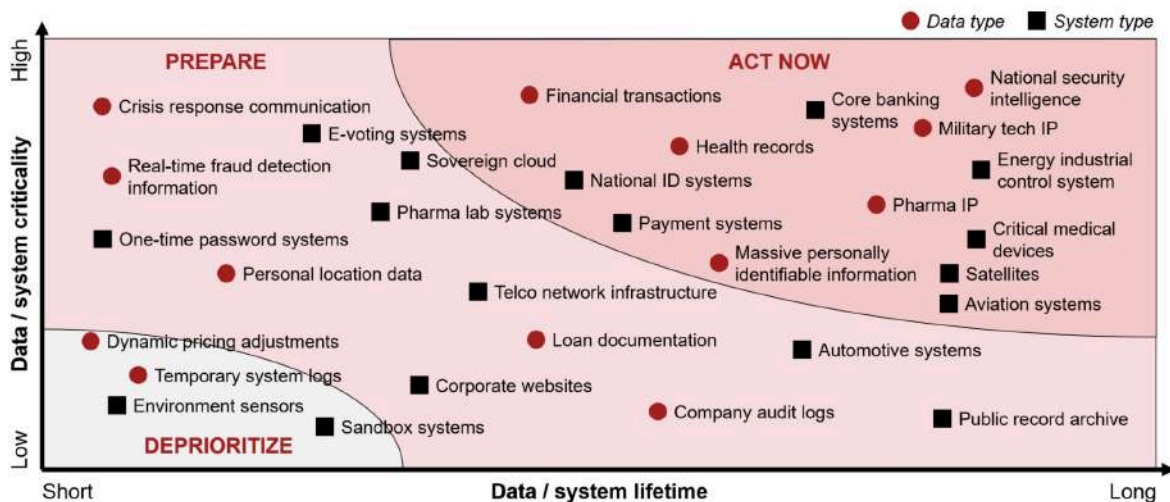 Data type
System type
High
PREPARE
ACT NOW
Crisis response communication
E-voting systems
Real-time fraud detection
information
Sovereign cloud
Pharma lab systems
One-time password systems
Personal location data
Telco network infrastructure
Financial transactions
Core banking
systems
National security
intelligence
Military tech IP
Health records
Energy industrial
control system
National ID systems
Pharma IP
Payment systems
Critical medical
devices
Massive personally
identifiable information
Satellites
Aviation systems
Dynamic pricing adjustments
Loan documentation
Automotive systems
Temporary system logs
Corporate websites
Environment sensors
Company audit logs
Public record archive
Sandbox systems
DEPRIORITIZE
Data / system criticality
Low
Short
Data / system lifetime
Long